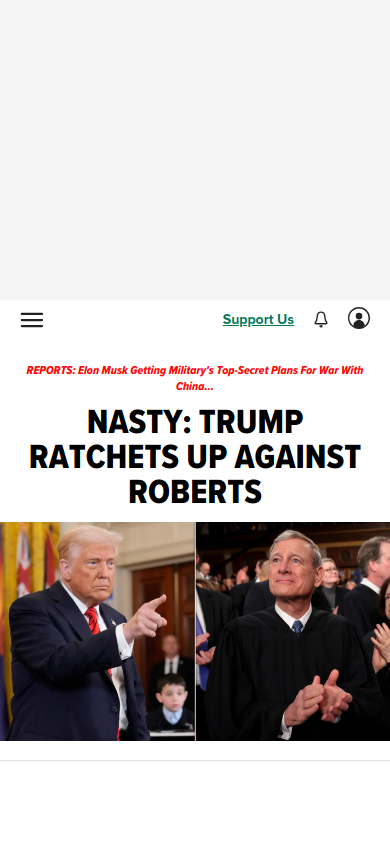 Support Us
REPORTS: Elon Musk Getting Military's Top-Secret Plans For War With
China...
NASTY: TRUMP
RATCHETS UP AGAINST
ROBERTS